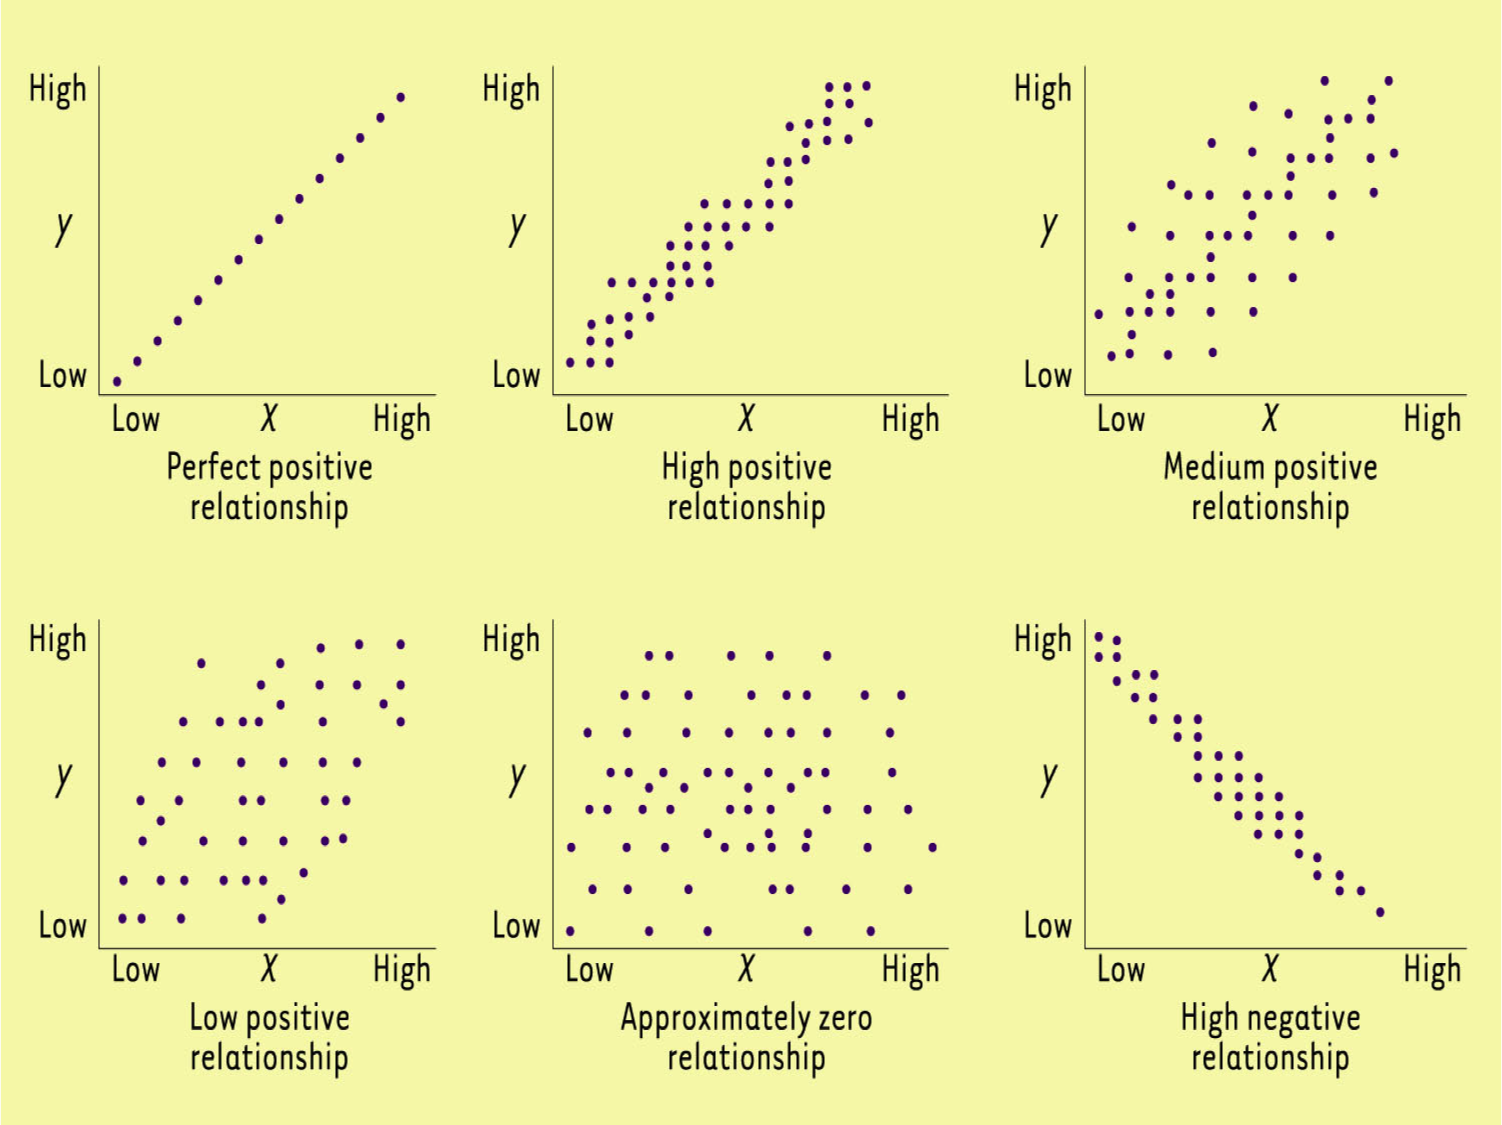 High
y
Low
Low X High
Perfect positive
relationship
High
y
Low
Low X High
High positive
relationship
High
y
Low
Low X High
Medium positive
relationship
High
y
Low
Low X High
Low positive
relationship
High
y
Low
Low X High
Approximately zero
relationship
High
y
Low
Low X High
High negative
relationship